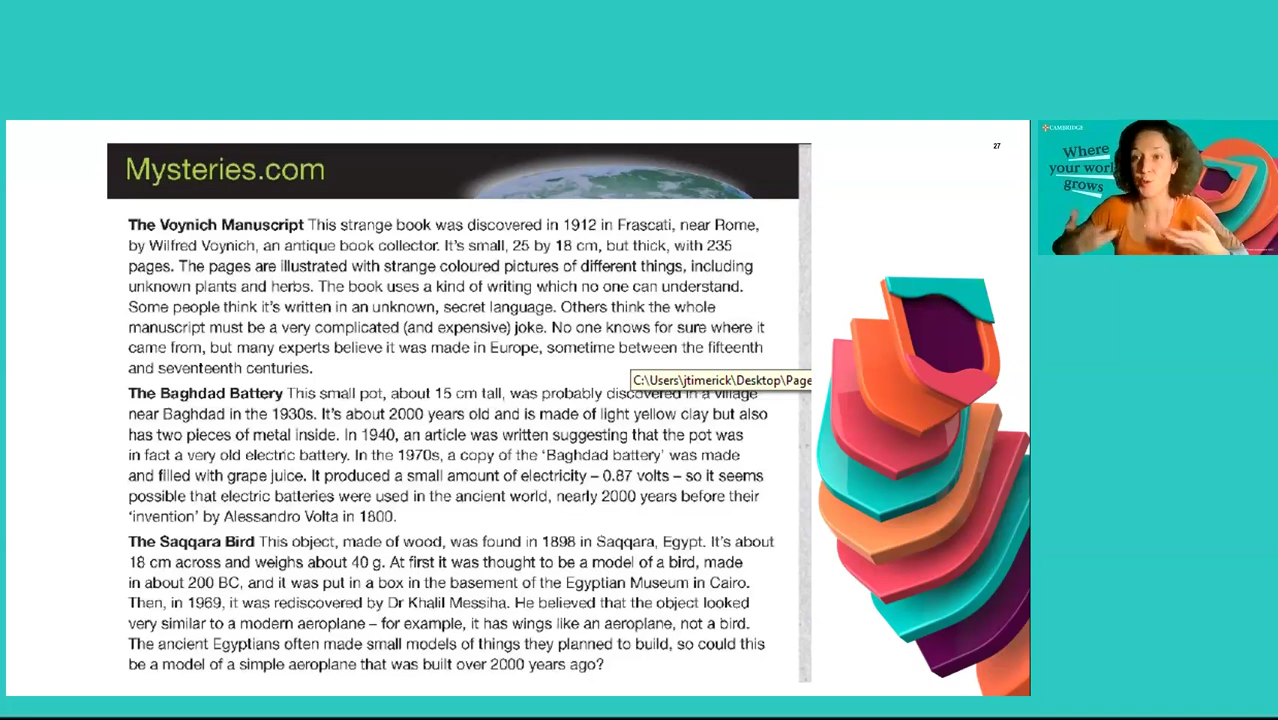 Mysteries.com
27
CAMBRIDGE
Where
your world
grows
The Voynich Manuscript This strange book was discovered in 1912 in Frascati, near Rome,
by Wilfred Voynich, an antique book collector. It's small, 25 by 18 cm, but thick, with 235
pages. The pages are illustrated with strange coloured pictures of different things, including
unknown plants and herbs. The book uses a kind of writing which no one can understand.
Some people think it's written in an unknown, secret language. Others think the whole
manuscript must be a very complicated (and expensive) joke. No one knows for sure where it
came from, but many experts believe it was made in Europe, sometime between the fifteenth
and seventeenth centuries.
C:\Users\jtimerick\Desktop\Page
The Baghdad Battery This small pot, about 15 cm tall, was probably discovered in a village
near Baghdad in the 1930s. It's about 2000 years old and is made of light yellow clay but also
has two pieces of metal inside. In 1940, an article was written suggesting that the pot was
in fact a very old electric battery. In the 1970s, a copy of the 'Baghdad battery' was made
and filled with grape juice. It produced a small amount of electricity – 0.87 volts – so it seems
possible that electric batteries were used in the ancient world, nearly 2000 years before their
'invention' by Alessandro Volta in 1800.
The Saqqara Bird This object, made of wood, was found in 1898 in Saqqara, Egypt. It's about
18 cm across and weighs about 40 g. At first it was thought to be a model of a bird, made
in about 200 BC, and it was put in a box in the basement of the Egyptian Museum in Cairo.
Then, in 1969, it was rediscovered by Dr Khalil Messiha. He believed that the object looked
very similar to a modern aeroplane – for example, it has wings like an aeroplane, not a bird.
The ancient Egyptians often made small models of things they planned to build, so could this
be a model of a simple aeroplane that was built over 2000 years ago?